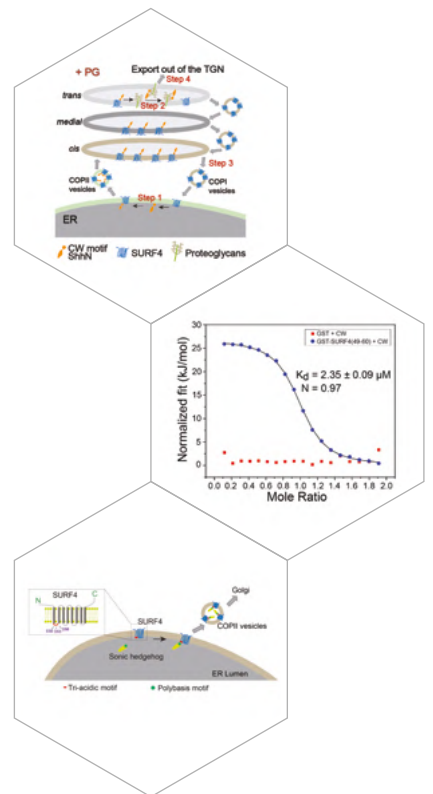 + PG
Export out of the TGN
Step 4
trans
Step 2
medial
cis
Step 3
COPII
vesicles
COPI
vesicles
Step 1
ER
CW motif
ShhN
SURF4
Proteoglycans
GST + CW
GST-SURF4(49-60) + CW
Kd = 2.35 ± 0.09 µM
N = 0.97
Normalized fit (kJ/mol)
30
25
20
15
10
5
0
0.0 0.2 0.4 0.6 0.8 1.0 1.2 1.4 1.6 1.8 2.0
Mole Ratio
SURF4
N
C
SURF4
Golgi
COPII vesicles
Sonic hedgehog
ER Lumen
Tri-acidic motif
Polybasis motif